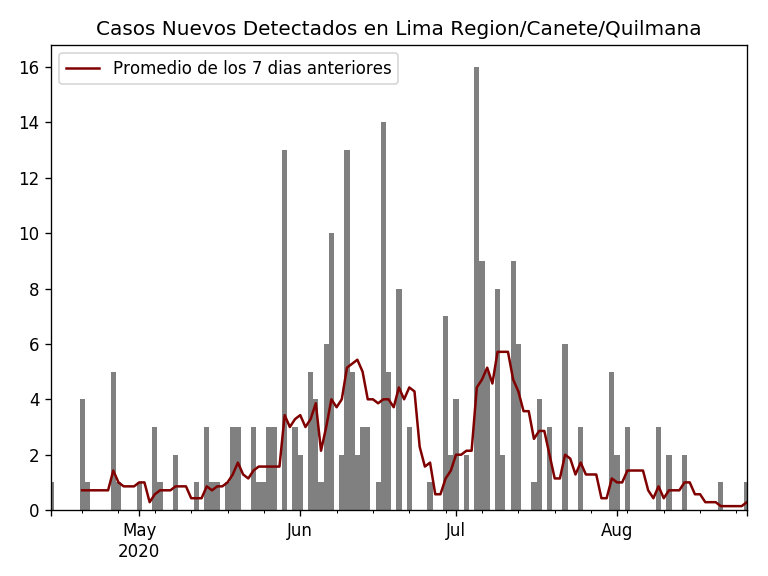 Casos Nuevos Detectados en Lima Region/Canete/Quilmana
Promedio de los 7 dias anteriores
16
14
12
10
8
6
4
2
0
May
2020
Jun
Jul
Aug